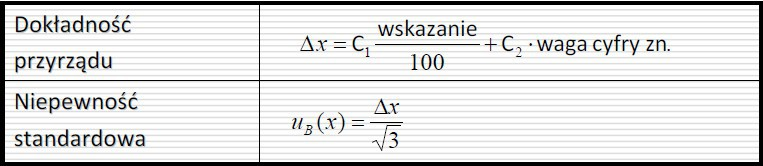 Dokładność
przyrządu
Δx = C₁ wskazanie/100 + C₂ · waga cyfry zn.
Niepewność
standardowa
u_B(x) = Δx/√3